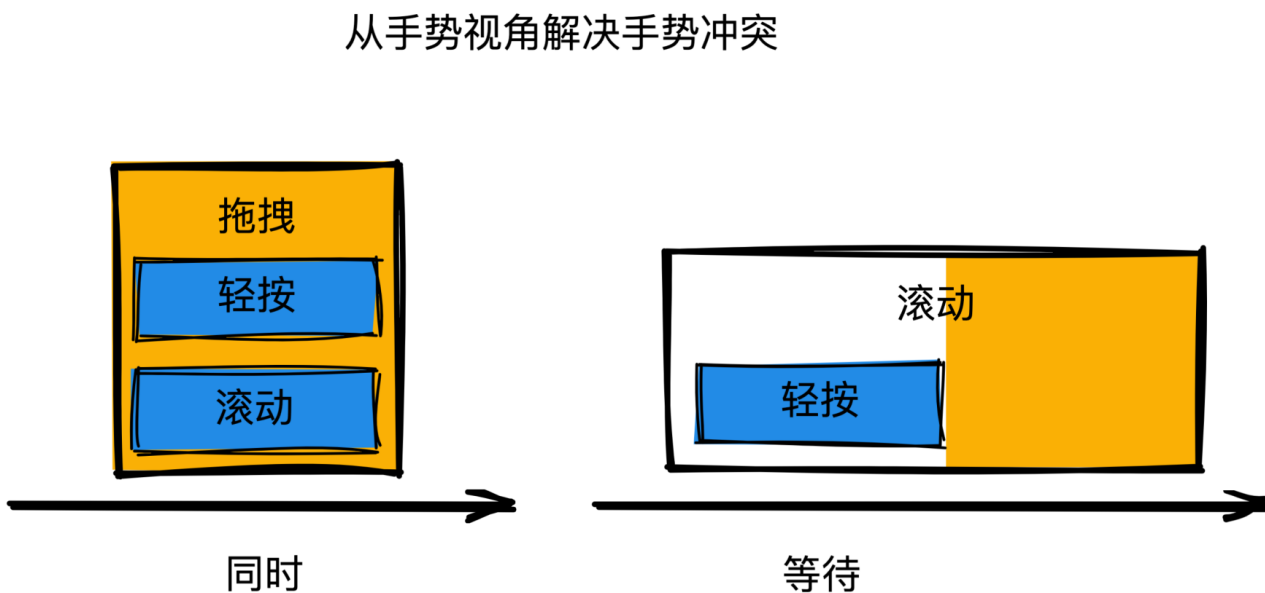 从手势视角解决手势冲突
拖拽
轻按
滚动
同时
滚动
轻按
等待